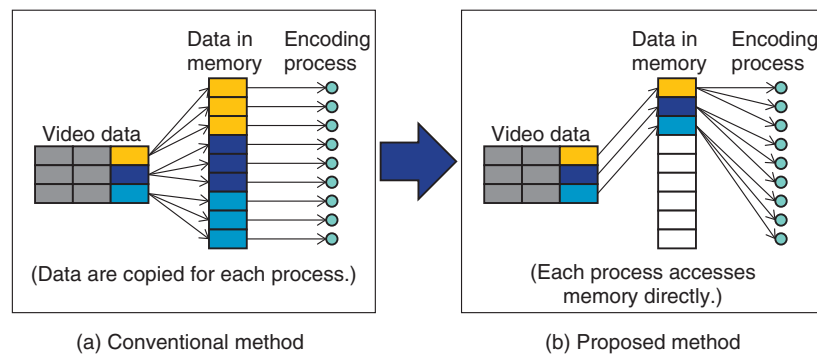 Data in
memory
Encoding
process
Video data
(Data are copied for each process.)
(a) Conventional method
Data in
memory
Encoding
process
Video data
(Each process accesses
memory directly.)
(b) Proposed method